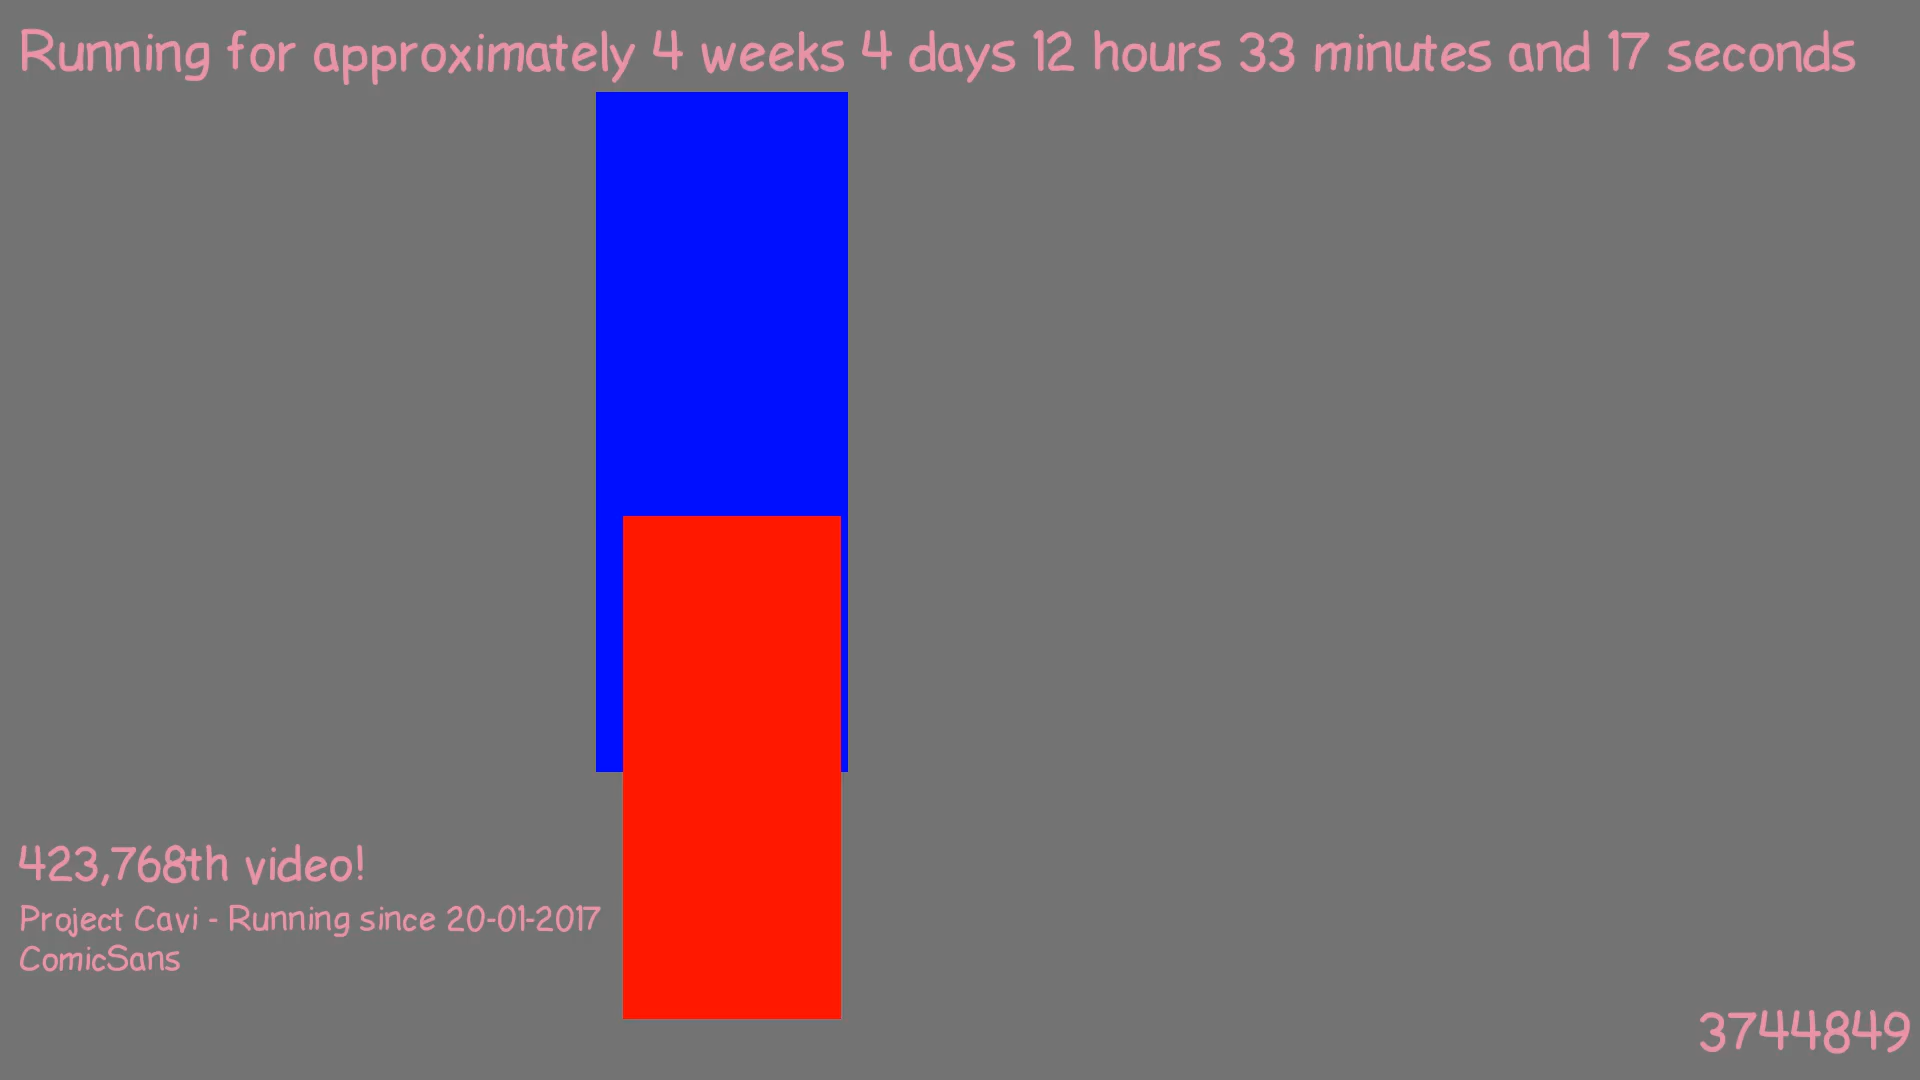 Running for approximately 4 weeks 4 days 12 hours 33 minutes and 17 seconds
423,768th video!
Project Cavi - Running since 20-01-2017
ComicSans
3744849